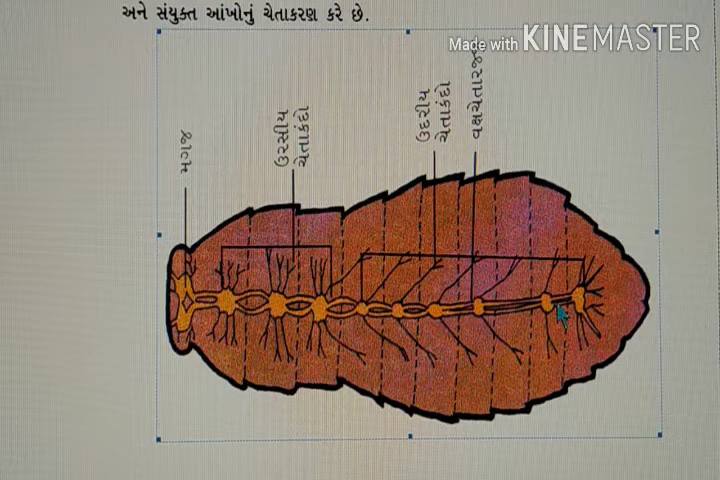 અને સંયુક્ત આંખોનું ચેતાકરણ કરે છે.
Made with KINEMASTER
મગજ
ઉરસીય
ચેતાકંદો
ઉદરીય
ચેતાકંદો
વક્ષચેતારજ્જુ